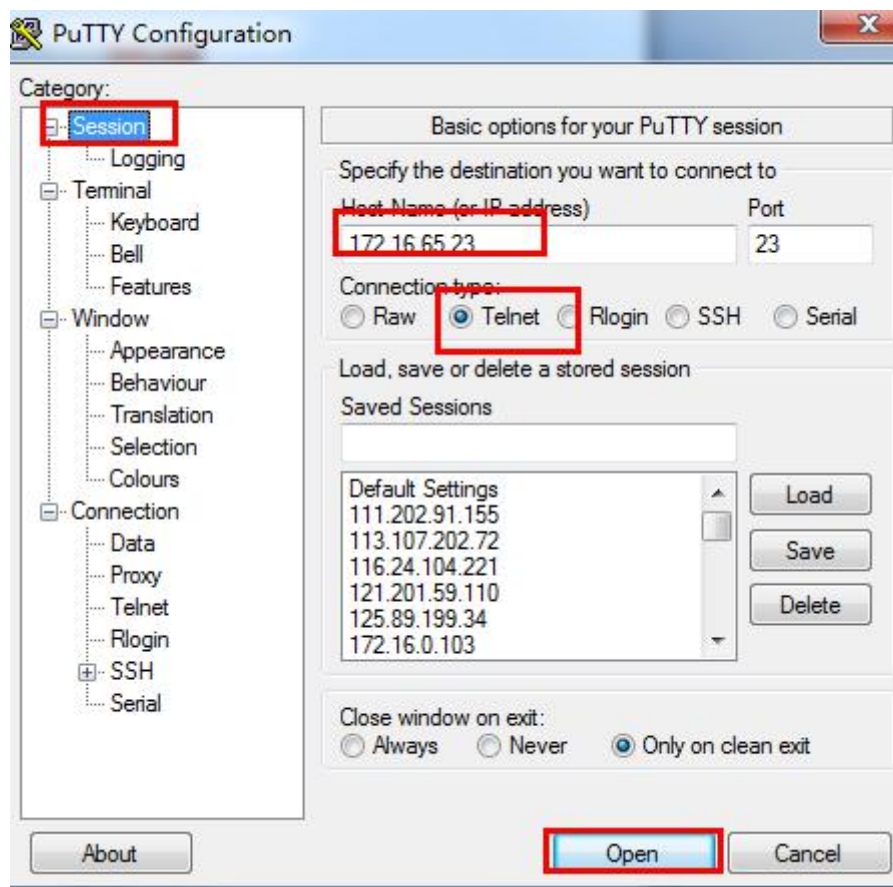 PuTTY Configuration
X
Category:
Session
Logging
Terminal
Keyboard
Bell
Features
Window
Appearance
Behaviour
Translation
Selection
Colours
Connection
Data
Proxy
Telnet
Rlogin
SSH
Serial
Basic options for your PuTTY session
Specify the destination you want to connect to
Host Name (or IP address) Port
172.16.65.23 23
Connection type:
Raw Telnet Rlogin SSH Serial
Load, save or delete a stored session
Saved Sessions
Default Settings
111.202.91.155
113.107.202.72
116.24.104.221
121.201.59.110
125.89.199.34
172.16.0.103
Load
Save
Delete
Close window on exit:
Always Never Only on clean exit
About Open Cancel